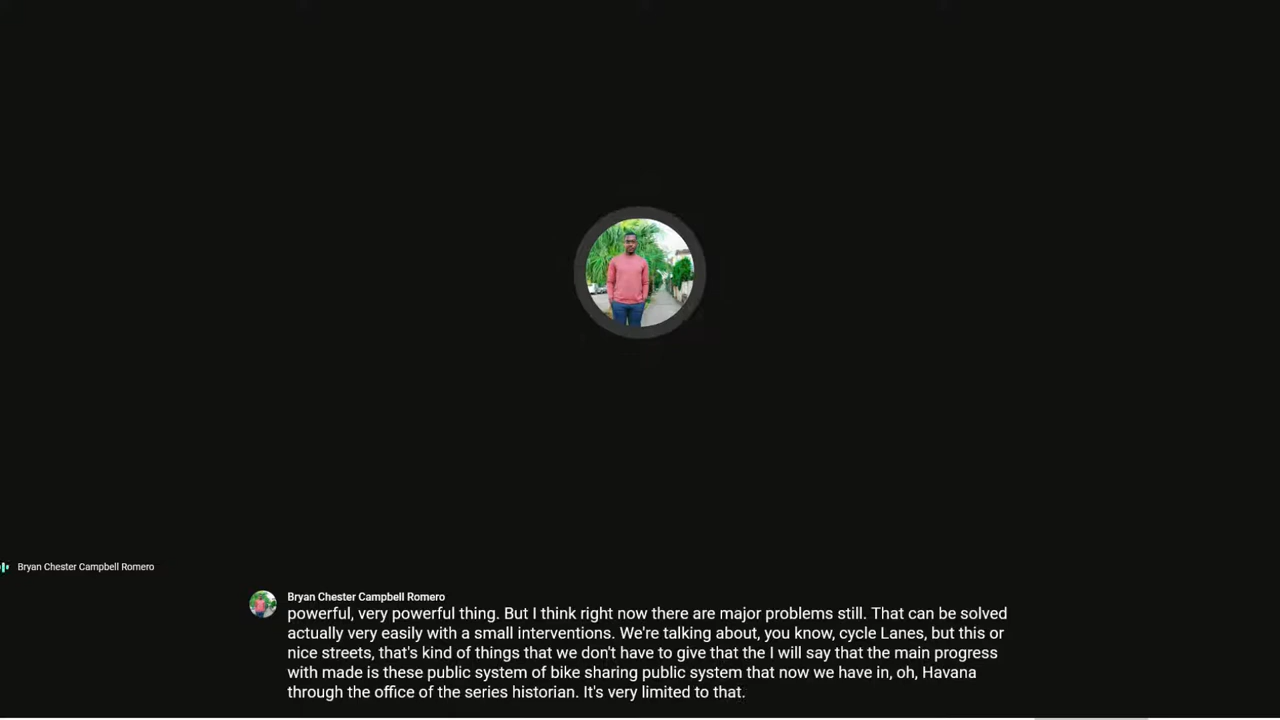 Bryan Chester Campbell Romero
Bryan Chester Campbell Romero
powerful, very powerful thing. But I think right now there are major problems still. That can be solved
actually very easily with a small interventions. We're talking about, you know, cycle Lanes, but this or
nice streets, that's kind of things that we don't have to give that the I will say that the main progress
with made is these public system of bike sharing public system that now we have in, oh, Havana
through the office of the series historian. It's very limited to that.